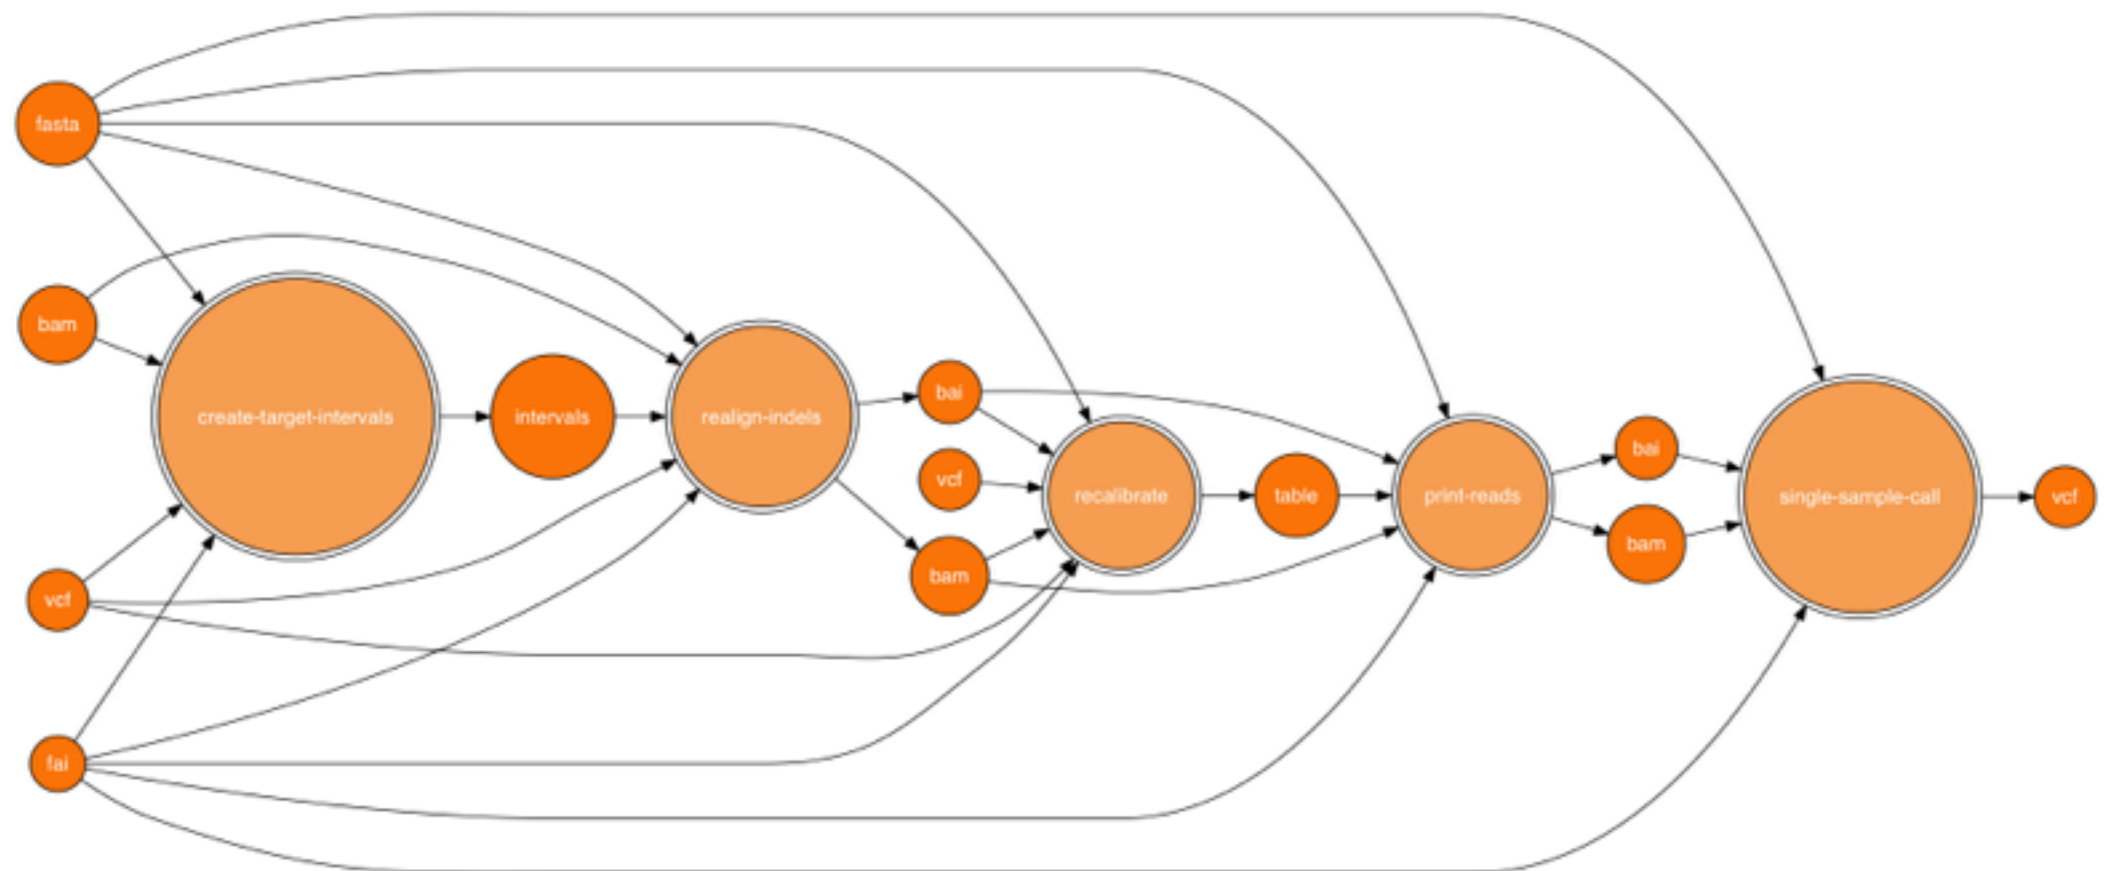 fasta
bam
create-target-intervals
intervals
realign-indels
bai
vcf
bam
recalibrate
table
print-reads
bai
bam
single-sample-call
vcf
vcf
fai